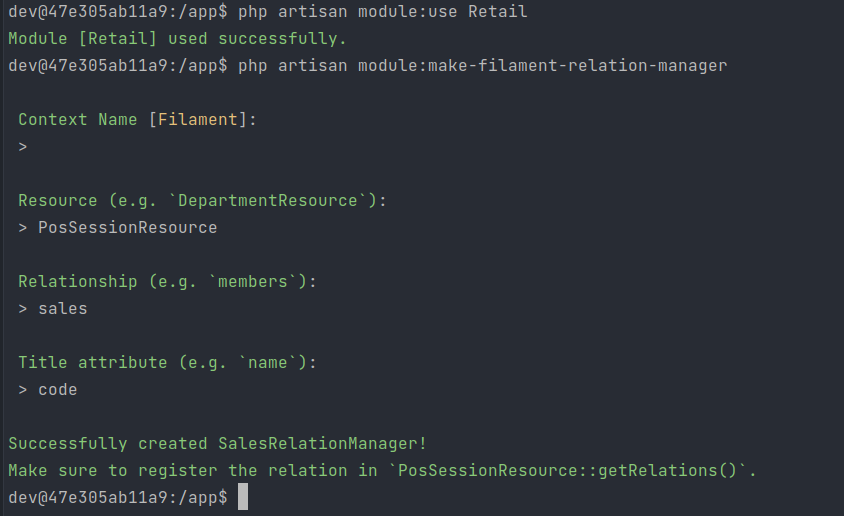 dev@47e305ab11a9:/app$ php artisan module:use Retail
Module [Retail] used successfully.
dev@47e305ab11a9:/app$ php artisan module:make-filament-relation-manager
Context Name [Filament]:
>
Resource (e.g. `DepartmentResource`):
> PosSessionResource
Relationship (e.g. `members`):
> sales
Title attribute (e.g. `name`):
> code
Successfully created SalesRelationManager!
Make sure to register the relation in `PosSessionResource::getRelations()`.
dev@47e305ab11a9:/app$